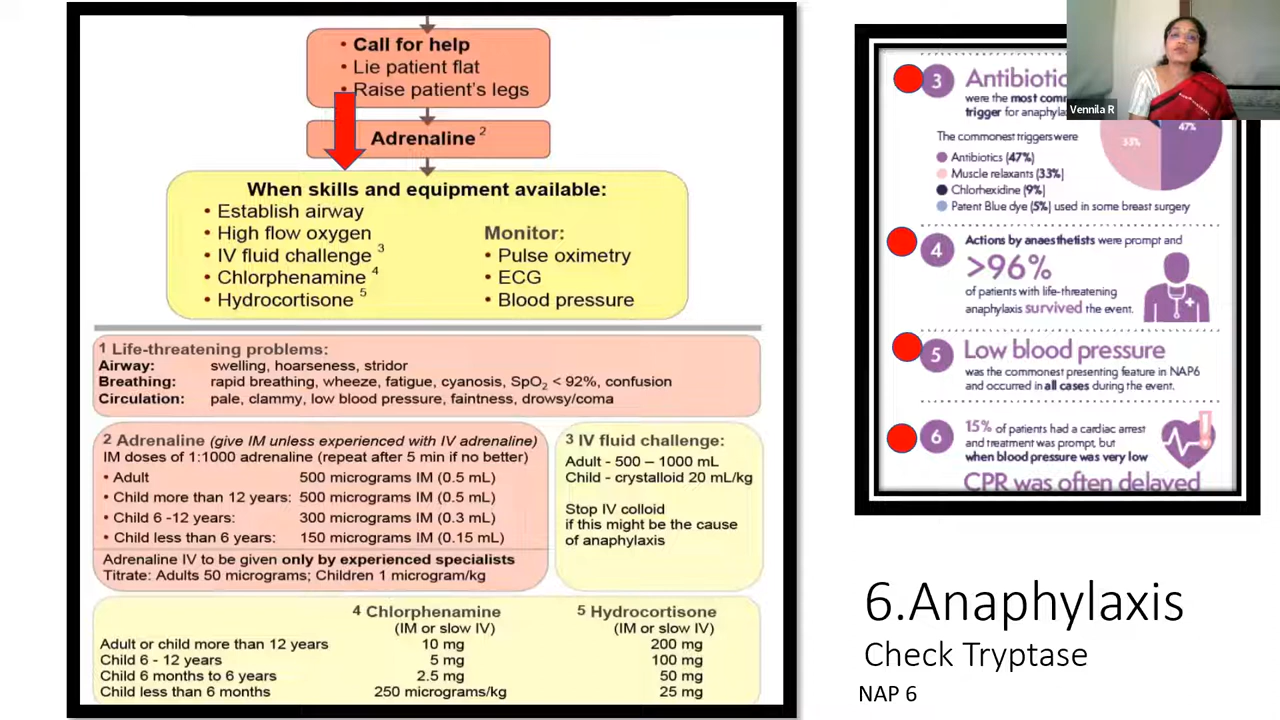 • Call for help
• Lie patient flat
• Raise patient's legs
Adrenaline 2
When skills and equipment available:
• Establish airway
• High flow oxygen
• IV fluid challenge 3
• Chlorphenamine 4
• Hydrocortisone 5
Monitor:
• Pulse oximetry
• ECG
• Blood pressure
1 Life-threatening problems:
Airway: swelling, hoarseness, stridor
Breathing: rapid breathing, wheeze, fatigue, cyanosis, SpO2 < 92%, confusion
Circulation: pale, clammy, low blood pressure, faintness, drowsy/coma
2 Adrenaline (give IM unless experienced with IV adrenaline)
IM doses of 1:1000 adrenaline (repeat after 5 min if no better)
• Adult 500 micrograms IM (0.5 mL)
• Child more than 12 years: 500 micrograms IM (0.5 mL)
• Child 6 -12 years: 300 micrograms IM (0.3 mL)
• Child less than 6 years: 150 micrograms IM (0.15 mL)
Adrenaline IV to be given only by experienced specialists
Titrate: Adults 50 micrograms; Children 1 microgram/kg
3 IV fluid challenge:
Adult - 500 – 1000 mL
Child - crystalloid 20 mL/kg
Stop IV colloid
if this might be the cause
of anaphylaxis
4 Chlorphenamine 5 Hydrocortisone
(IM or slow IV) (IM or slow IV)
Adult or child more than 12 years 10 mg 200 mg
Child 6 - 12 years 5 mg 100 mg
Child 6 months to 6 years 2.5 mg 50 mg
Child less than 6 months 250 micrograms/kg 25 mg
3 Antibiotic
were the most com
trigger for anaphyla
The commonest triggers were
Antibiotics (47%)
Muscle relaxants (33%)
Chlorhexidine (9%)
Patent Blue dye (5%) used in some breast surgery
33%
47%
Vennila R
4 Actions by anaesthetists were prompt and
>96%
of patients with life-threatening
anaphylaxis survived the event.
5 Low blood pressure
was the commonest presenting feature in NAP6
and occurred in all cases during the event.
6 15% of patients had a cardiac arrest
and treatment was prompt, but
when blood pressure was very low
CPR was often delayed
6.Anaphylaxis
Check Tryptase
NAP 6